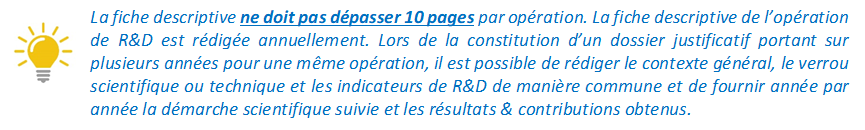 La fiche descriptive ne doit pas dépasser 10 pages par opération. La fiche descriptive de l’opération
de R&D est rédigée annuellement. Lors de la constitution d’un dossier justificatif portant sur
plusieurs années pour une même opération, il est possible de rédiger le contexte général, le verrou
scientifique ou technique et les indicateurs de R&D de manière commune et de fournir année par
année la démarche scientifique suivie et les résultats & contributions obtenus.